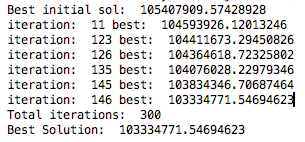 Best initial sol:  105407909.57428928
iteration:  11 best:  104593926.12013246
iteration:  123 best:  104411673.29450826
iteration:  126 best:  104364618.72325802
iteration:  135 best:  104076028.22979346
iteration:  145 best:  103834346.70687464
iteration:  146 best:  103334771.54694623
Total iterations:  300
Best Solution:  103334771.54694623